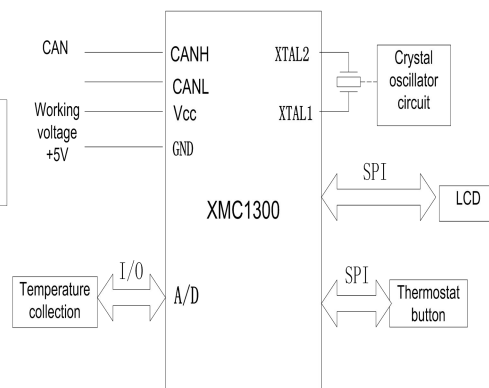 CAN
CANH
CANL
Working
voltage
+5V
Vcc
GND
XTAL2
XTAL1
Crystal
oscillator
circuit
XMC1300
SPI
LCD
Temperature
collection
I/O
A/D
SPI
Thermostat
button